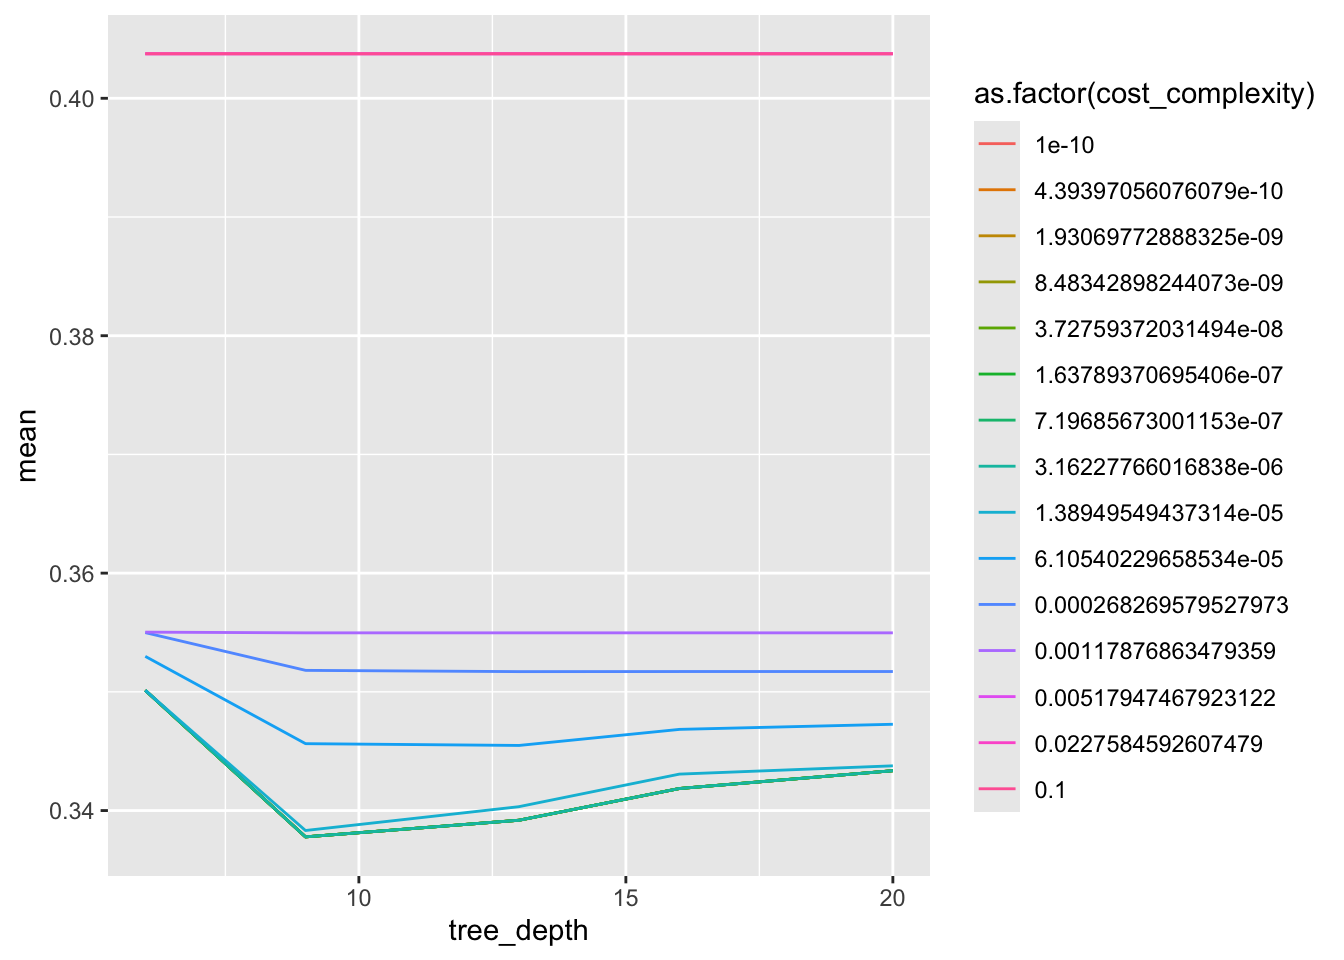 0.40
0.38
0.36
0.34
mean
10
15
20
tree_depth
as.factor(cost_complexity)
1e-10
4.39397056076079e-10
1.93069772888325e-09
8.48342898244073e-09
3.72759372031494e-08
1.63789370695406e-07
7.19685673001153e-07
3.16227766016838e-06
1.38949549437314e-05
6.10540229658534e-05
0.000268269579527973
0.00117876863479359
0.00517947467923122
0.0227584592607479
0.1